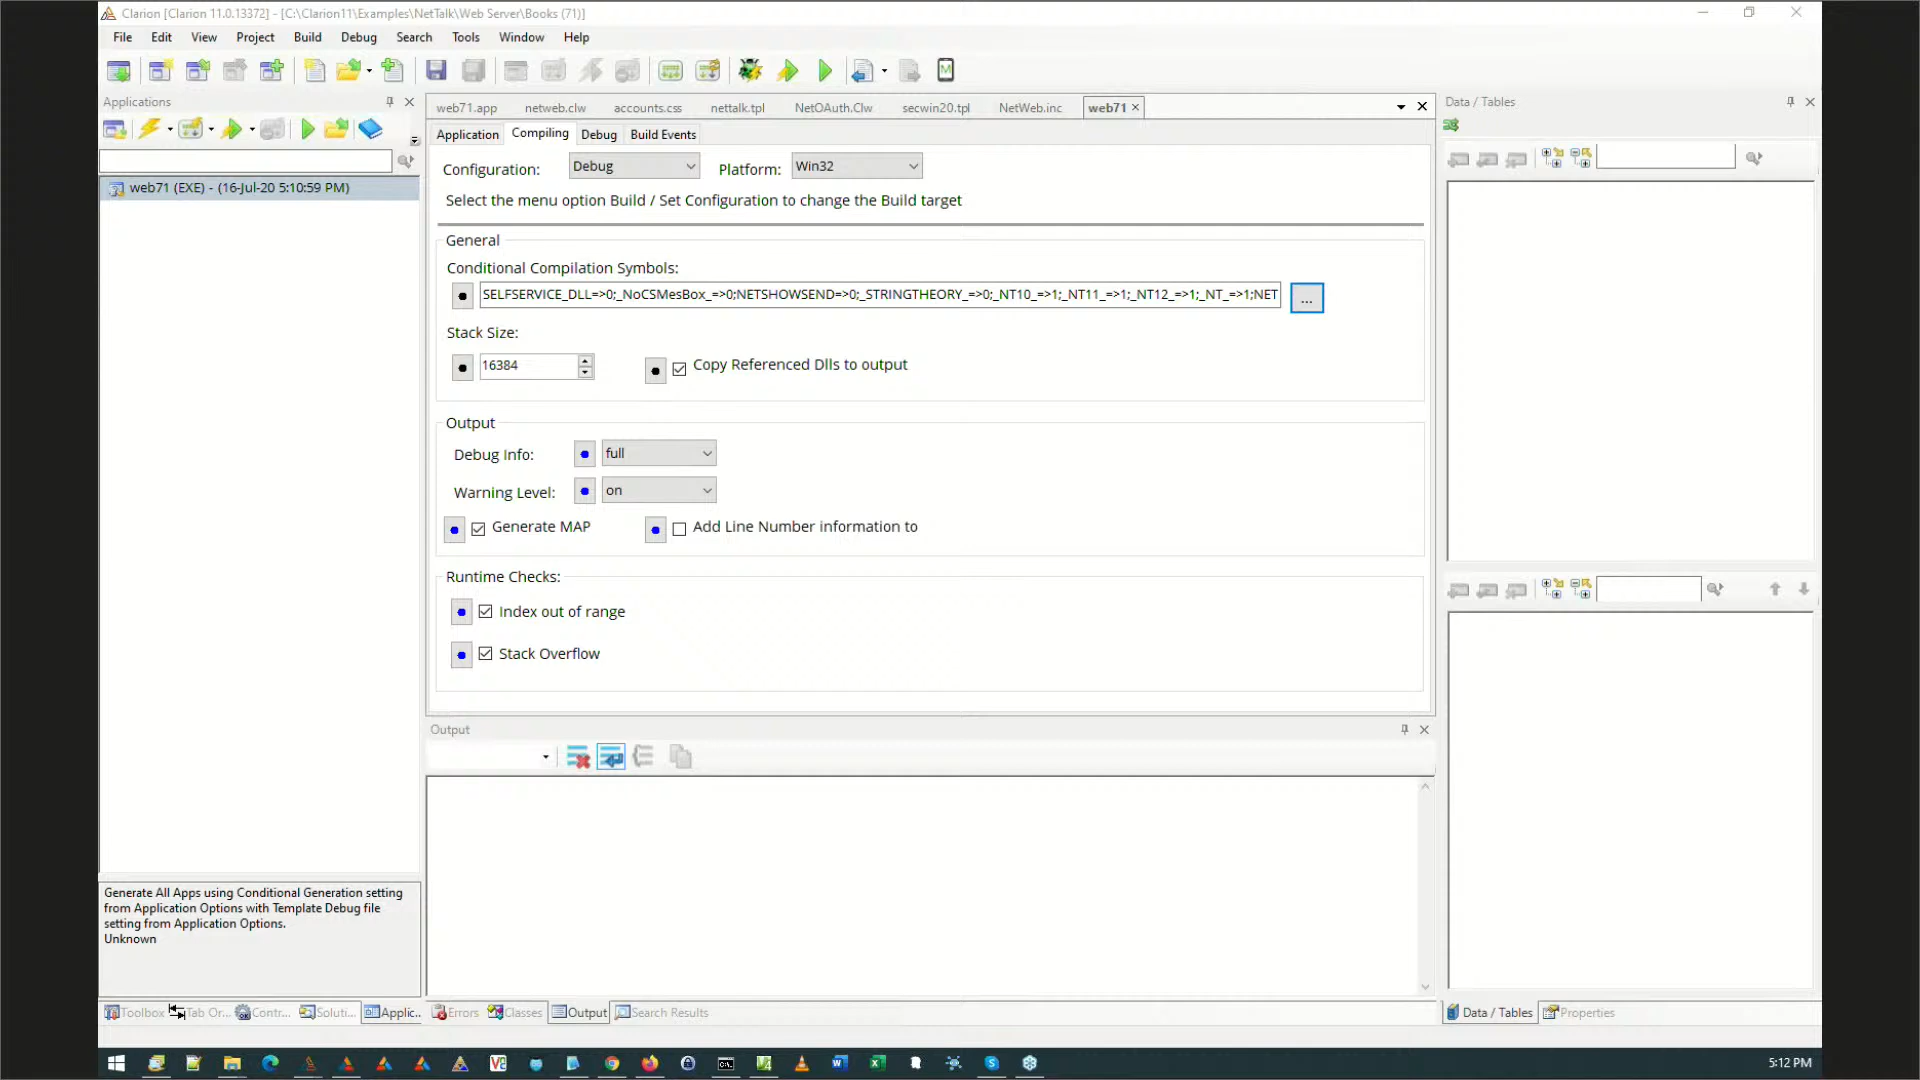 Clarion [Clarion 11.0.13372] - [C:\Clarion11\Examples\NetTalk\Web Server\Books (71)]
File Edit View Project Build Debug Search Tools Window Help
Applications
web71 (EXE) - (16-Jul-20 5:10:59 PM)
Generate All Apps using Conditional Generation setting
from Application Options with Template Debug file
setting from Application Options.
Unknown
Toolbox Tab Or... Contr... Soluti... Applic...
web71.app netweb.clw accounts.css nettalk.tpl NetOAuth.Clw secwin20.tpl NetWeb.inc web71
Application Compiling Debug Build Events
Configuration: Debug Platform: Win32
Select the menu option Build / Set Configuration to change the Build target
General
Conditional Compilation Symbols:
SELFSERVICE_DLL=>0;_NoCSMesBox_=>0;NETSHOWSEND=>0;_STRINGTHEORY_=>0;_NT10_=>1;_NT11_=>1;_NT12_=>1;_NT_=>1;NET
...
Stack Size:
16384 Copy Referenced Dlls to output
Output
Debug Info: full
Warning Level: on
Generate MAP Add Line Number information to
Runtime Checks:
Index out of range
Stack Overflow
Output
Errors Classes Output Search Results
Data / Tables
Data / Tables Properties
5:12 PM